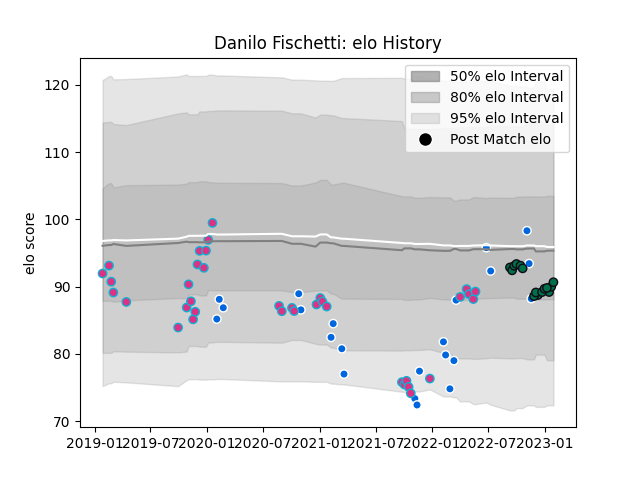 Danilo Fischetti: elo History
50% elo Interval
80% elo Interval
95% elo Interval
Post Match elo
elo score
120
110
100
90
80
70
2019-01 2019-07 2020-01 2020-07 2021-01 2021-07 2022-01 2022-07 2023-01